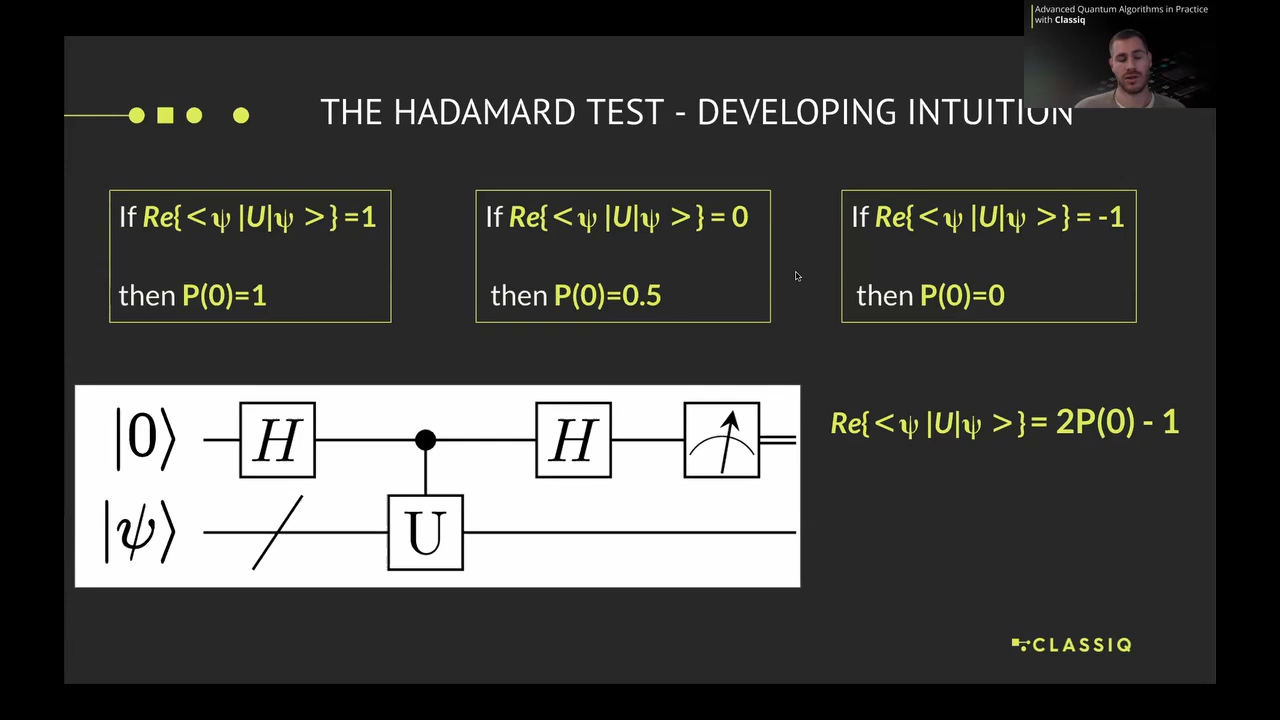 Advanced Quantum Algorithms in Practice
with Classiq
THE HADAMARD TEST - DEVELOPING INTUITION
If Re{<ψ |U|ψ >} =1
then P(0)=1
If Re{<ψ |U|ψ >} = 0
then P(0)=0.5
If Re{<ψ |U|ψ >} = -1
then P(0)=0
|0⟩ H H
|ψ⟩ U
Re{<ψ |U|ψ >} = 2P(0) - 1
CLASSIQ